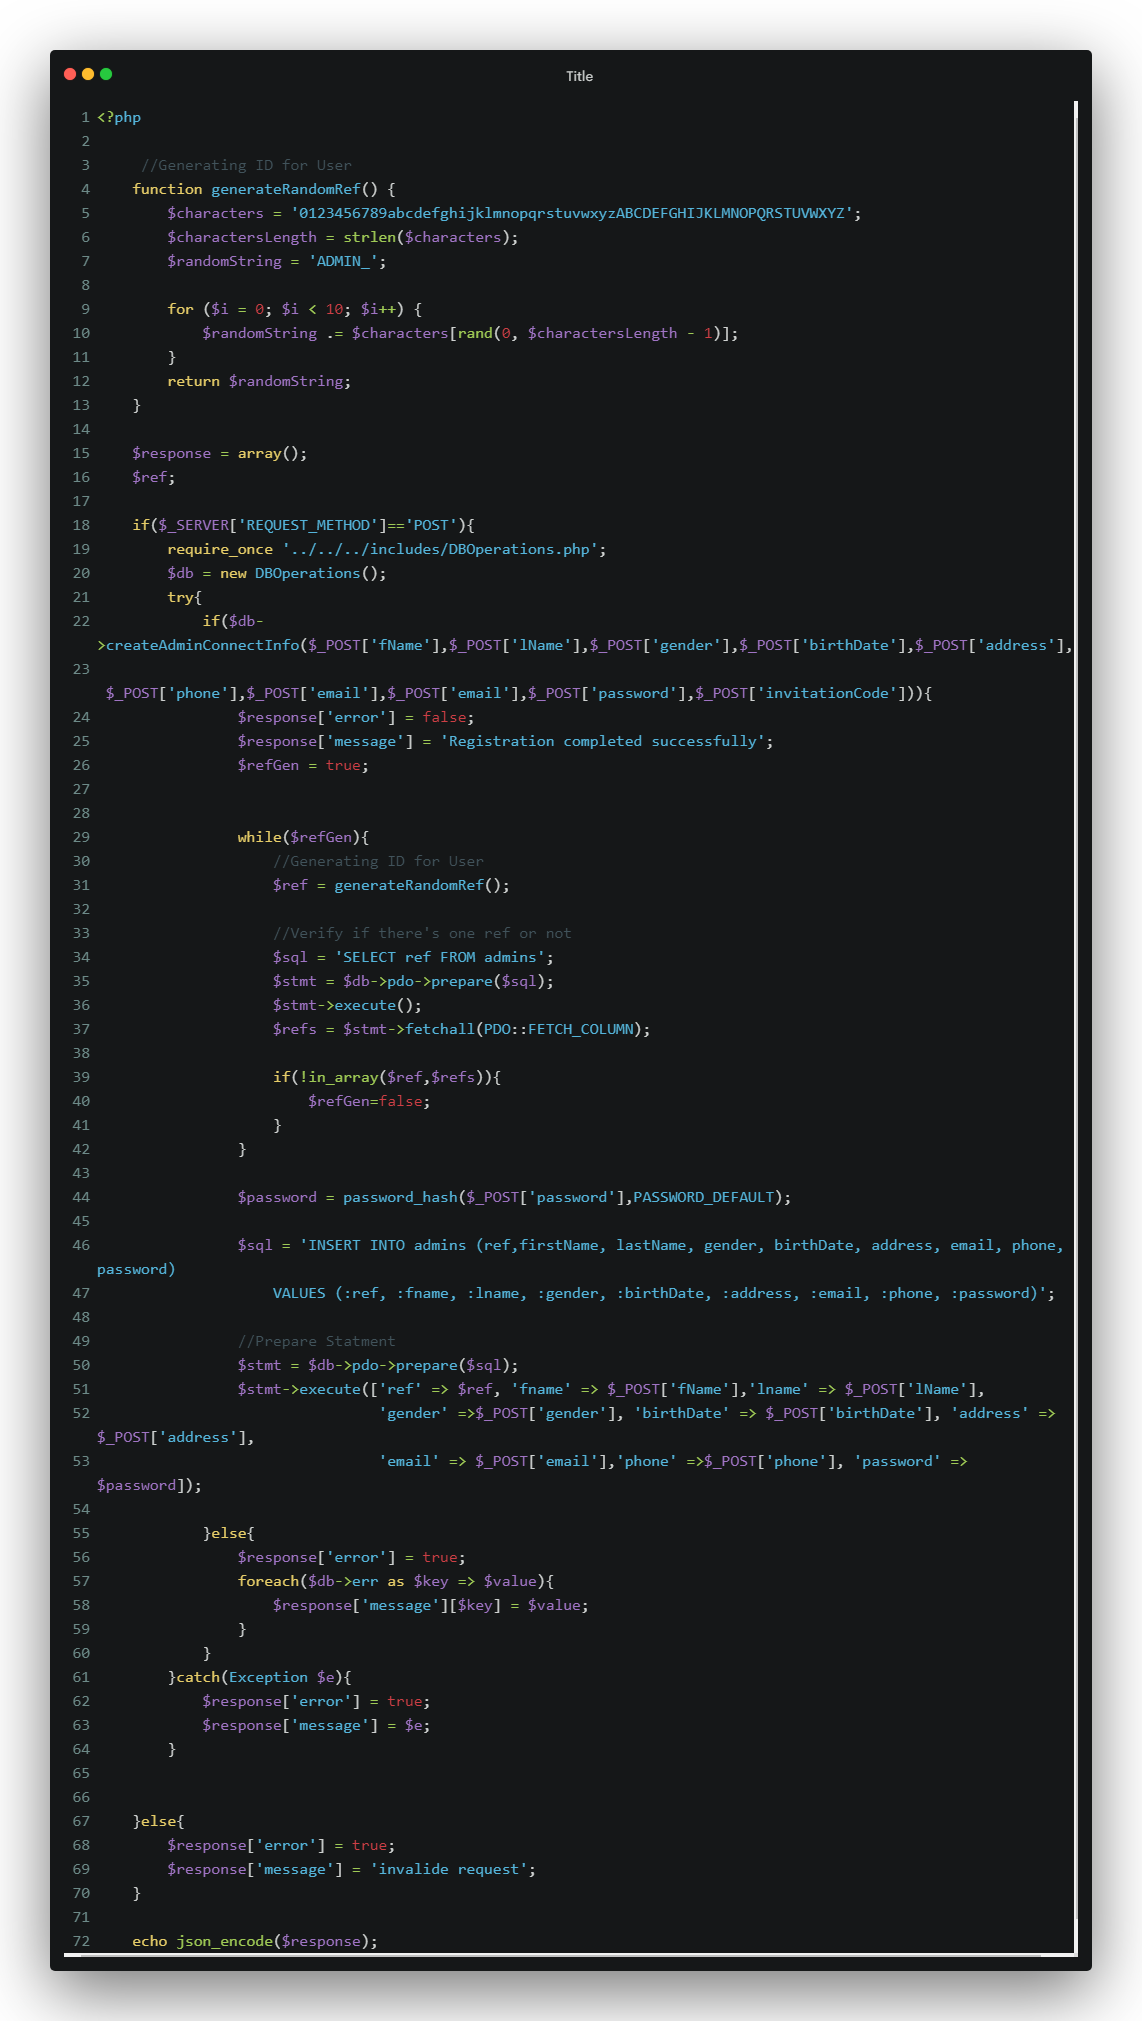 Title
1 <?php
2
3 //Generating ID for User
4 function generateRandomRef() {
5 $characters = '0123456789abcdefghijklmnopqrstuvwxyzABCDEFGHIJKLMNOPQRSTUVWXYZ';
6 $charactersLength = strlen($characters);
7 $randomString = 'ADMIN_';
8
9 for ($i = 0; $i < 10; $i++) {
10 $randomString .= $characters[rand(0, $charactersLength - 1)];
11 }
12 return $randomString;
13 }
14
15 $response = array();
16 $ref;
17
18 if($_SERVER['REQUEST_METHOD']=='POST'){
19 require_once '../../../includes/DBOperations.php';
20 $db = new DBOperations();
21 try{
22 if($db-
>createAdminConnectInfo($_POST['fName'],$_POST['lName'],$_POST['gender'],$_POST['birthDate'],$_POST['address'],
23
$_POST['phone'],$_POST['email'],$_POST['email'],$_POST['password'],$_POST['invitationCode'])){
24 $response['error'] = false;
25 $response['message'] = 'Registration completed successfully';
26 $refGen = true;
27
28
29 while($refGen){
30 //Generating ID for User
31 $ref = generateRandomRef();
32
33 //Verify if there's one ref or not
34 $sql = 'SELECT ref FROM admins';
35 $stmt = $db->pdo->prepare($sql);
36 $stmt->execute();
37 $refs = $stmt->fetchall(PDO::FETCH_COLUMN);
38
39 if(!in_array($ref,$refs)){
40 $refGen=false;
41 }
42 }
43
44 $password = password_hash($_POST['password'],PASSWORD_DEFAULT);
45
46 $sql = 'INSERT INTO admins (ref,firstName, lastName, gender, birthDate, address, email, phone,
password)
47 VALUES (:ref, :fname, :lname, :gender, :birthDate, :address, :email, :phone, :password)';
48
49 //Prepare Statment
50 $stmt = $db->pdo->prepare($sql);
51 $stmt->execute(['ref' => $ref, 'fname' => $_POST['fName'],'lname' => $_POST['lName'],
52 'gender' =>$_POST['gender'], 'birthDate' => $_POST['birthDate'], 'address' =>
$_POST['address'],
53 'email' => $_POST['email'],'phone' =>$_POST['phone'], 'password' =>
$password]);
54
55 }else{
56 $response['error'] = true;
57 foreach($db->err as $key => $value){
58 $response['message'][$key] = $value;
59 }
60 }
61 }catch(Exception $e){
62 $response['error'] = true;
63 $response['message'] = $e;
64 }
65
66
67 }else{
68 $response['error'] = true;
69 $response['message'] = 'invalide request';
70 }
71
72 echo json_encode($response);